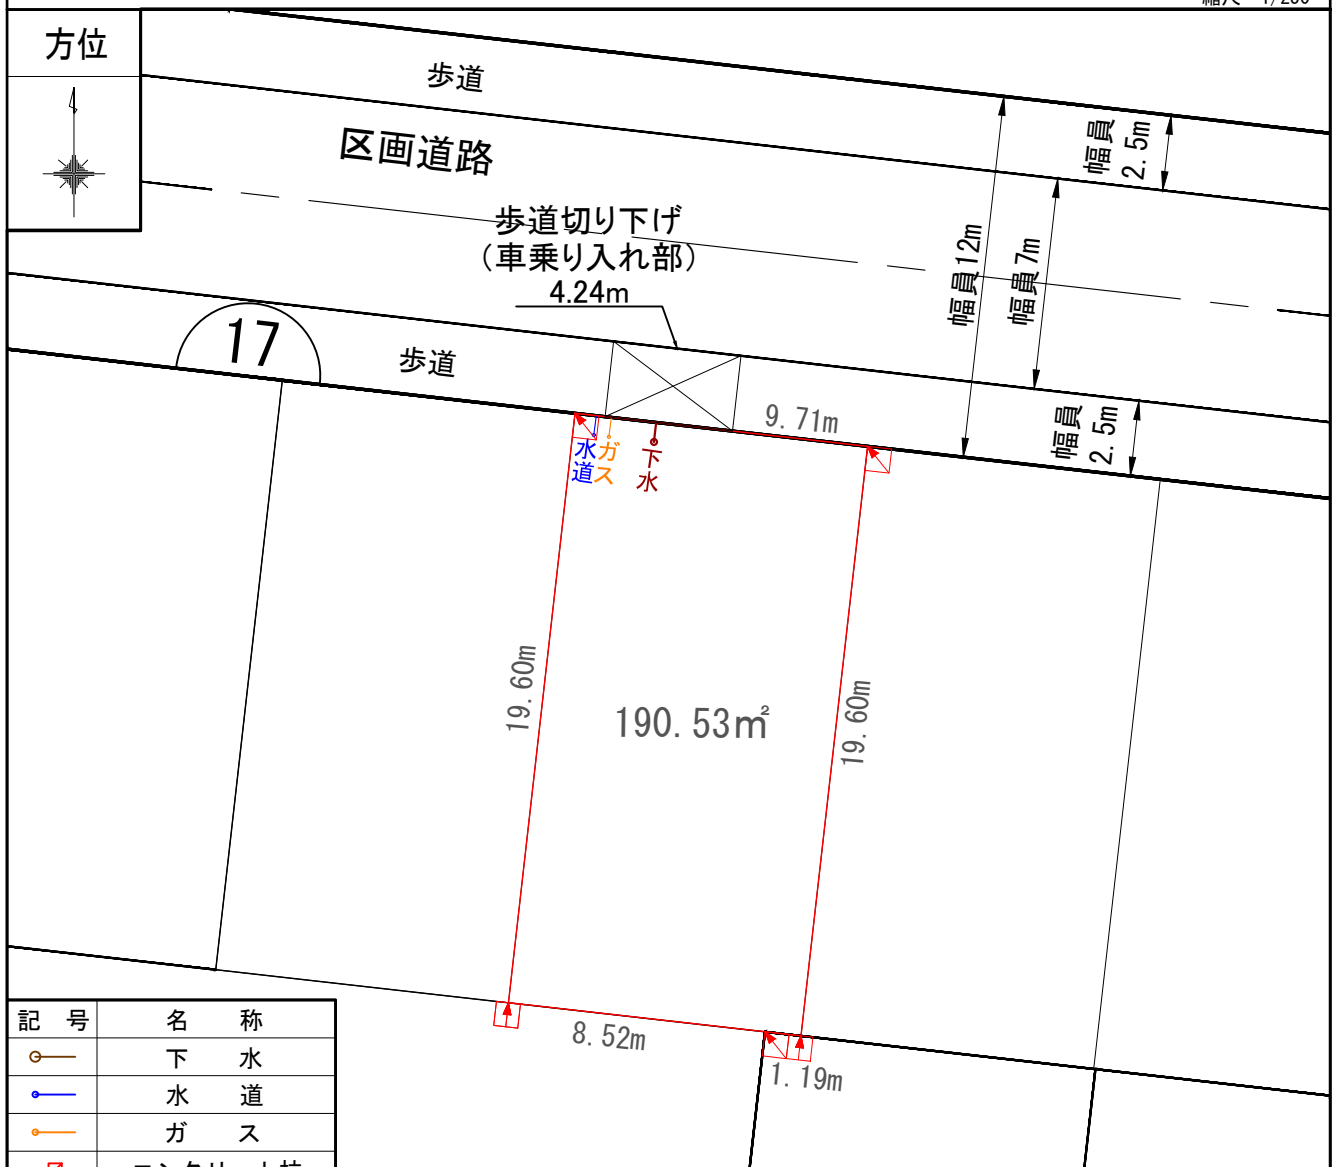 方位
歩道
区画道路
幅員
2.5m
歩道切り下げ
(車乗り入れ部)
4.24m
幅員12m
幅員7m
17
歩道
9.71m
幅員
2.5m
水道
ガス
下水
19.60m
190.53㎡
19.60m
8.52m
1.19m
記 号 名 称
下 水
水 道
ガ ス